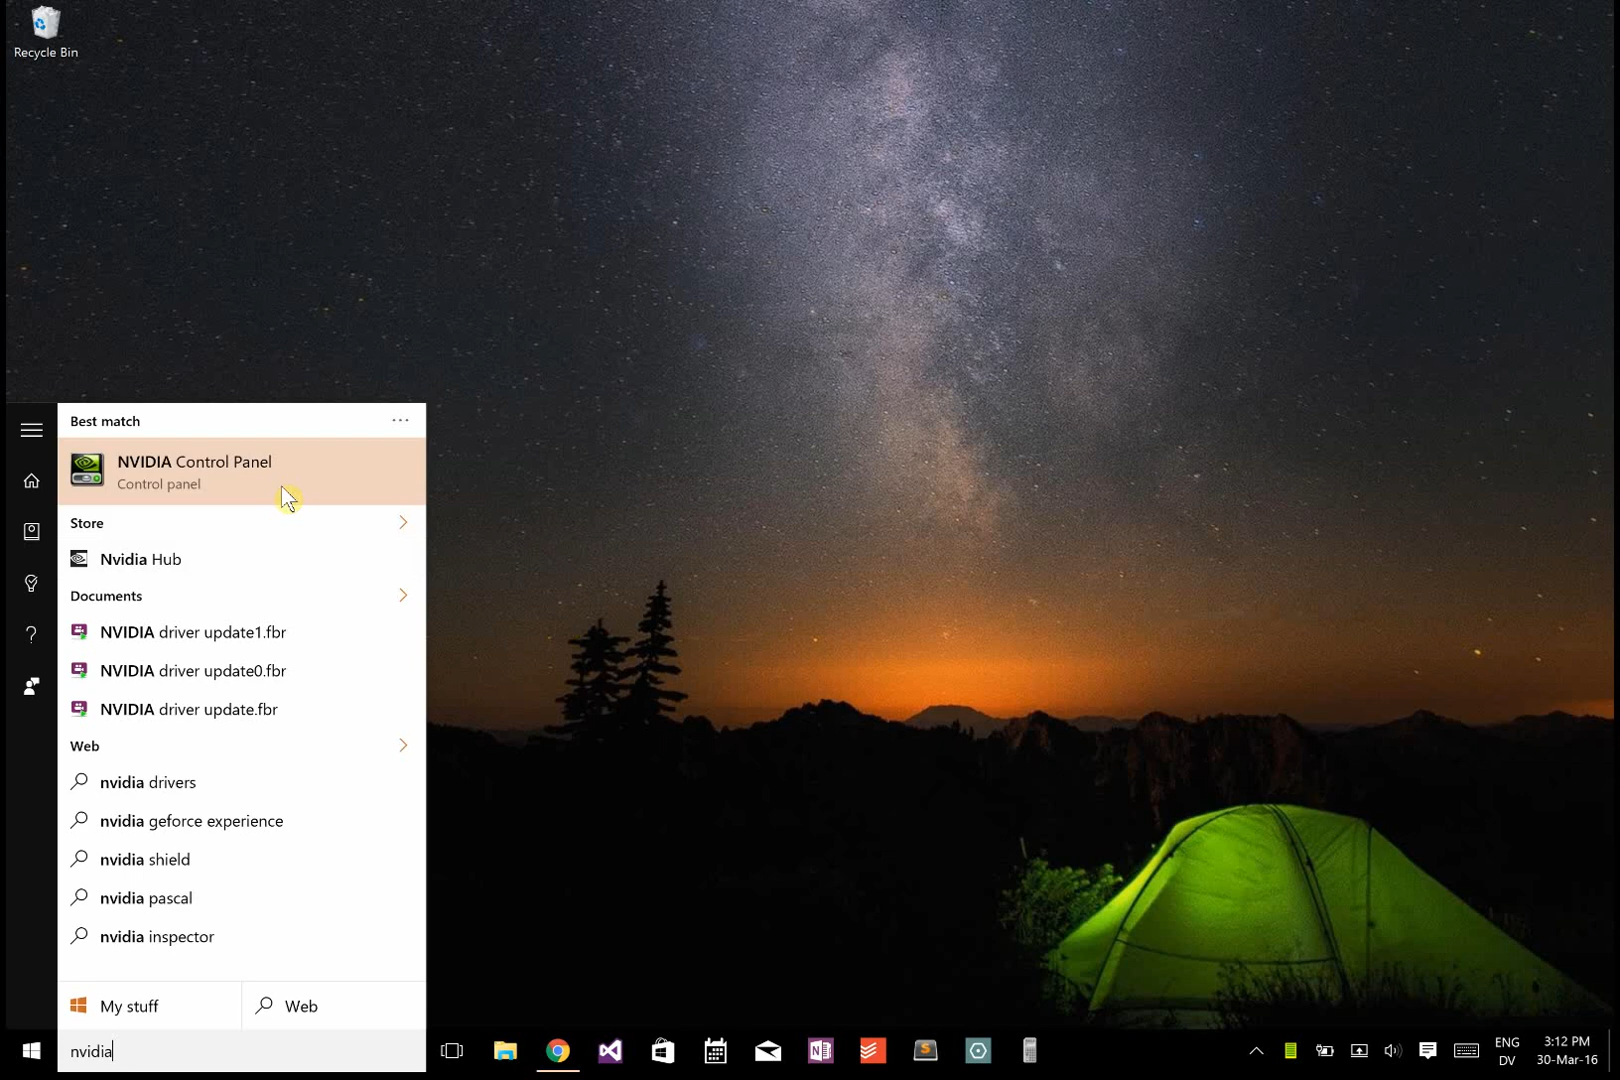 Recycle Bin
Best match
NVIDIA Control Panel
Control panel
Store
Nvidia Hub
Documents
NVIDIA driver update1.fbr
NVIDIA driver update0.fbr
NVIDIA driver update.fbr
Web
nvidia drivers
nvidia geforce experience
nvidia shield
nvidia pascal
nvidia inspector
My stuff
Web
nvidia
ENG
DV
3:12 PM
30-Mar-16